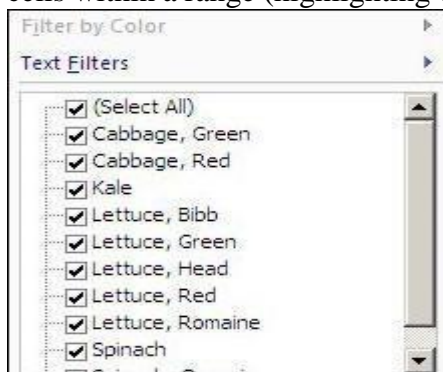 Filter by Color
Text Filters
(Select All)
Cabbage, Green
Cabbage, Red
Kale
Lettuce, Bibb
Lettuce, Green
Lettuce, Head
Lettuce, Red
Lettuce, Romaine
Spinach